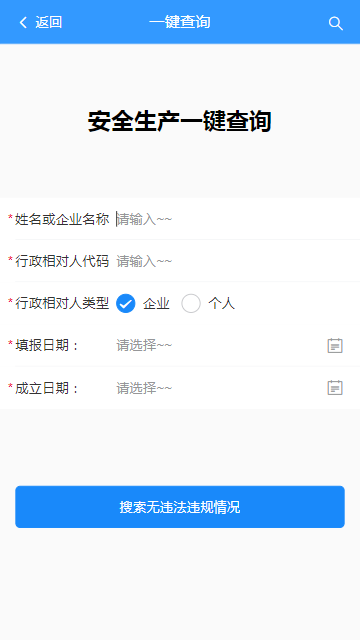 返回 一键查询
安全生产一键查询
*姓名或企业名称 请输入~~
*行政相对人代码 请输入~~
*行政相对人类型 企业 个人
*填报日期： 请选择~~
*成立日期： 请选择~~
搜索无违法违规情况